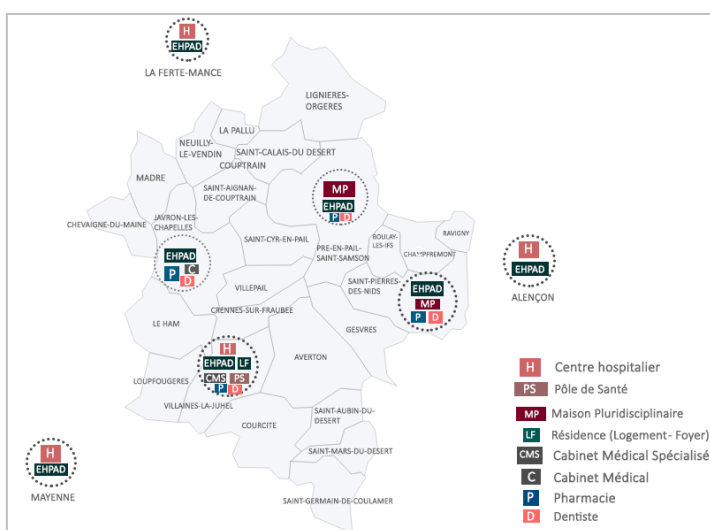 H
EHPAD
LA FERTE-MANCE
LIGNIERES-
ORGERES
LA PALLU
NEUILLY-
LE-VENDIN
SAINT-CALAIS-DU DESERT
COUPTRAIN
MADRE
SAINT-AIGNAN-
DE-COUPTRAIN
MP
EHPAD
P D
CHEVAIGNE-DU-MAINE
JAVRON-LES-
CHAPELLES
SAINT-CYR-EN-PAIL
PRE-EN-PAIL-
SAINT-SAMSON
BOULAY-
LES-IFS
RAVIGNY
CHAMPFREMONT
EHPAD
C
P
D
H
EHPAD
ALENÇON
VILLEPAIL
SAINT-PIERRES-
DES-NIDS
EHPAD
MP
P D
CRENNES-SUR-FRAUBEE
LE HAM
GESVRES
H
EHPAD LF
CMS PS
P D
AVERTON
LOUPFOUGERES
VILLAINES-LA-JUHEL
COURCITE
SAINT-AUBIN-DU-
DESERT
SAINT-MARS-DU-DESERT
SAINT-GERMAIN-DE-COULAMER
H
EHPAD
MAYENNE
H Centre hospitalier
PS Pôle de Santé
MP Maison Pluridisciplinaire
LF Résidence (Logement- Foyer)
CMS Cabinet Médical Spécialisé
C Cabinet Médical
P Pharmacie
D Dentiste